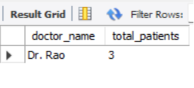 Result Grid Filter Rows:
doctor_name total_patients
Dr. Rao 3